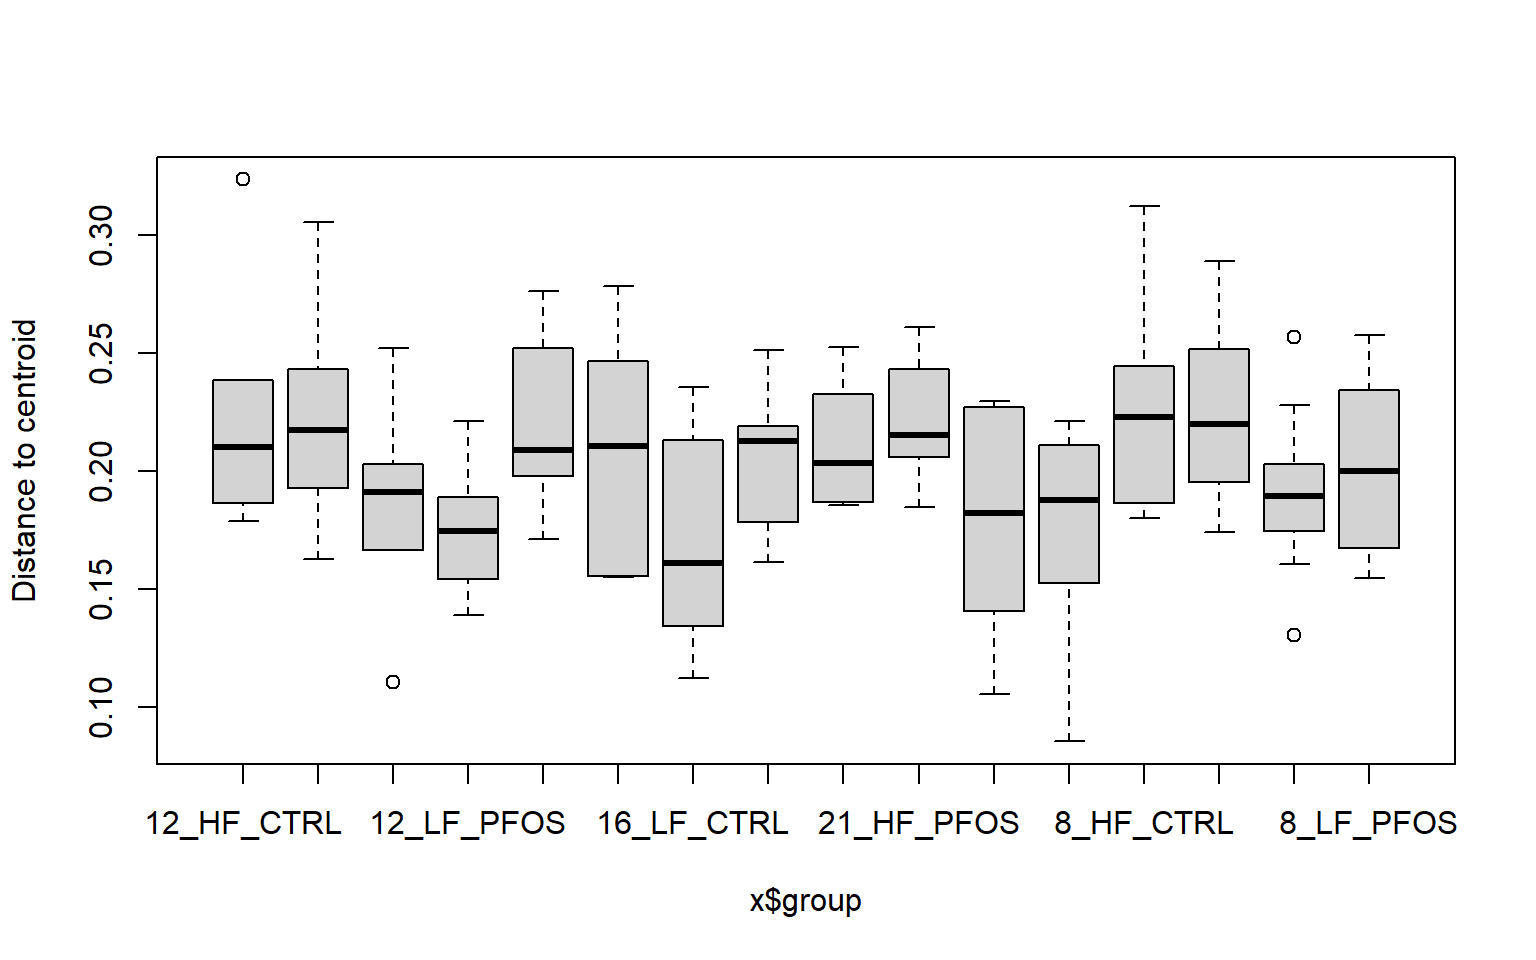 Distance to centroid
0.30
0.25
0.20
0.15
0.10
12_HF_CTRL 12_LF_PFOS 16_LF_CTRL 21_HF_PFOS 8_HF_CTRL 8_LF_PFOS
x$group